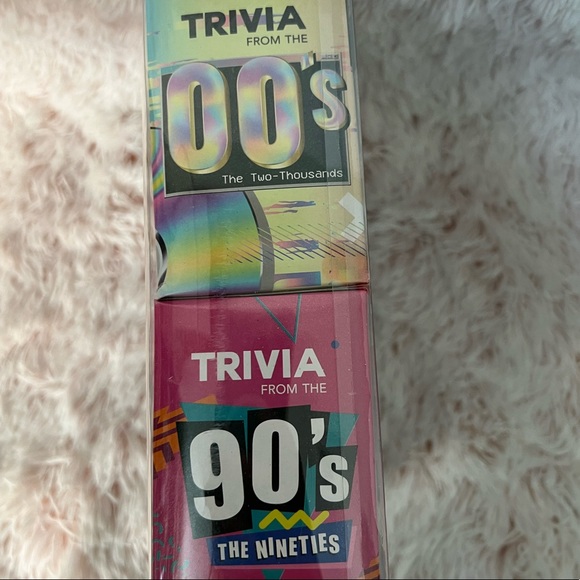 TRIVIA
FROM THE
00's
The Two-Thousands
TRIVIA
FROM THE
90's
THE NINETIES